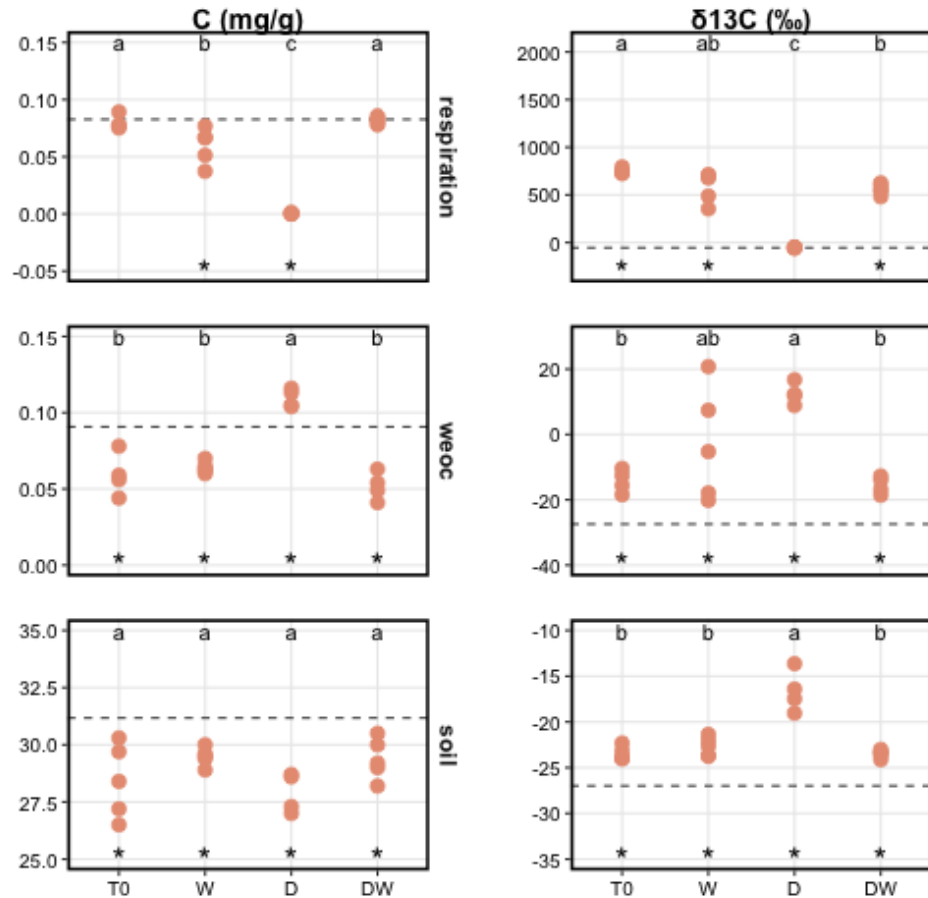 C (mg/g)
δ13C (‰)
0.15
0.10
0.05
0.00
-0.05
a b c a
* *
respiration
2000
1500
1000
500
0
a ab c b
* * *
0.15
0.10
0.05
0.00
b b a b
* * * *
weoc
20
0
-20
-40
b ab a b
* * * *
35.0
32.5
30.0
27.5
25.0
a a a a
* * * *
soil
-10
-15
-20
-25
-30
-35
b b a b
* * * *
T0 W D DW
T0 W D DW